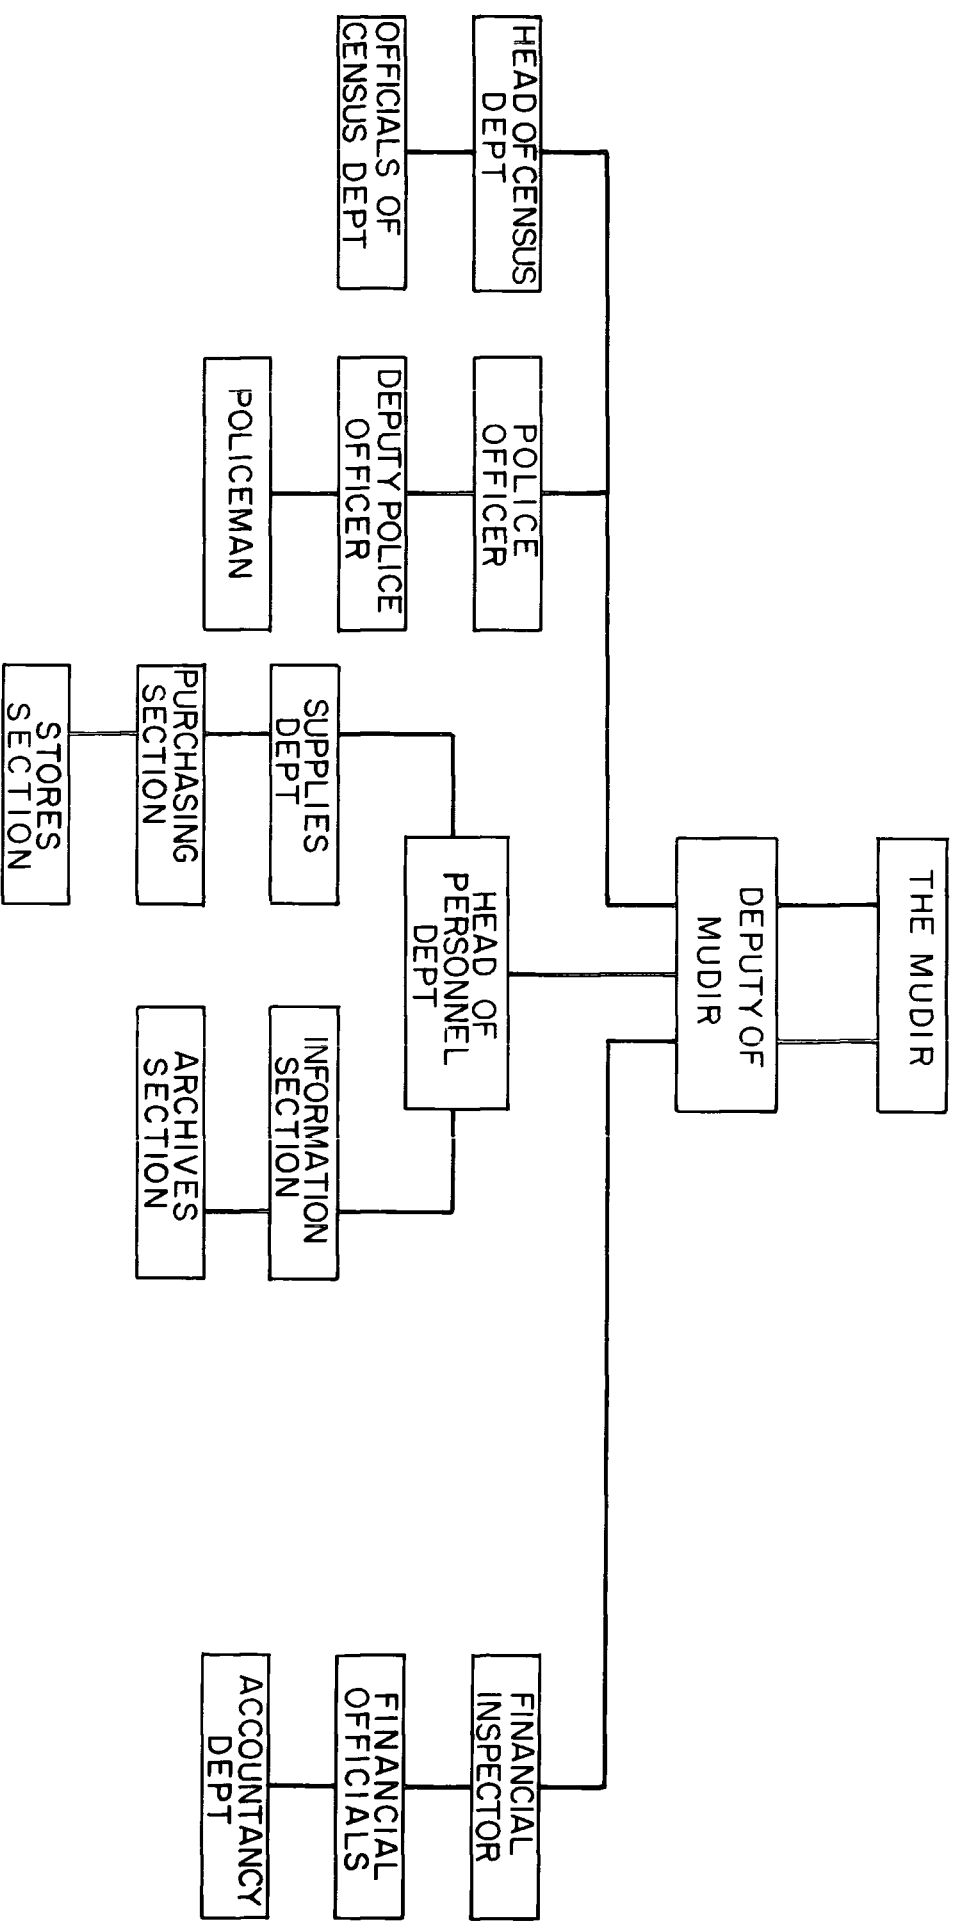 THE MUDIR
DEPUTY OF
MUDIR
HEAD OF CENSUS
DEPT
POLICE
OFFICER
FINANCIAL
INSPECTOR
HEAD OF
PERSONNEL
DEPT
OFFICIALS OF
CENSUS DEPT
DEPUTY POLICE
OFFICER
FINANCIAL
OFFICIALS
SUPPLIES
DEPT
INFORMATION
SECTION
POLICEMAN
ACCOUNTANCY
DEPT
PURCHASING
SECTION
ARCHIVES
SECTION
STORES
SECTION